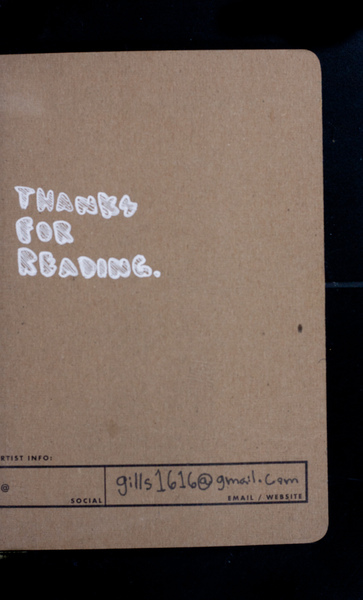 THANKS
FOR
READING.
RTIST INFO:
@
SOCIAL
gills1616@gmail.com
EMAIL / WEBSITE